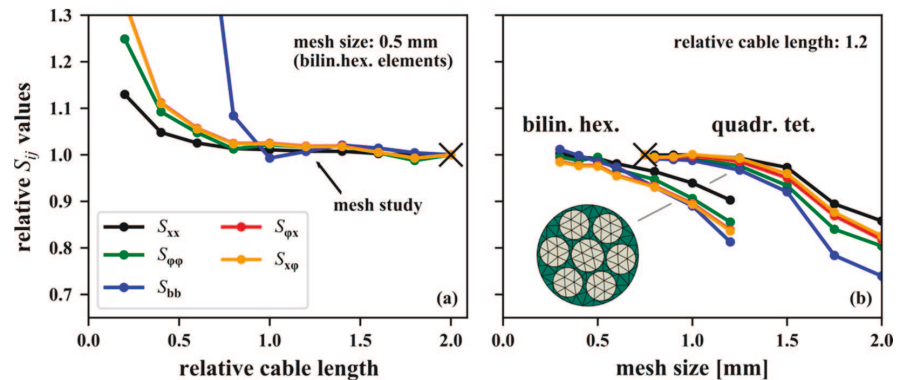 relative S_ij values
1.3
1.2
1.1
1.0
0.9
0.8
0.7
mesh size: 0.5 mm
(bilin.hex. elements)
mesh study
S_xx
S_φφ
S_bb
S_φx
S_xφ
(a)
0.0
0.5
1.0
1.5
2.0
relative cable length
relative cable length: 1.2
bilin. hex.
quadr. tet.
(b)
0.0
0.5
1.0
1.5
2.0
mesh size [mm]